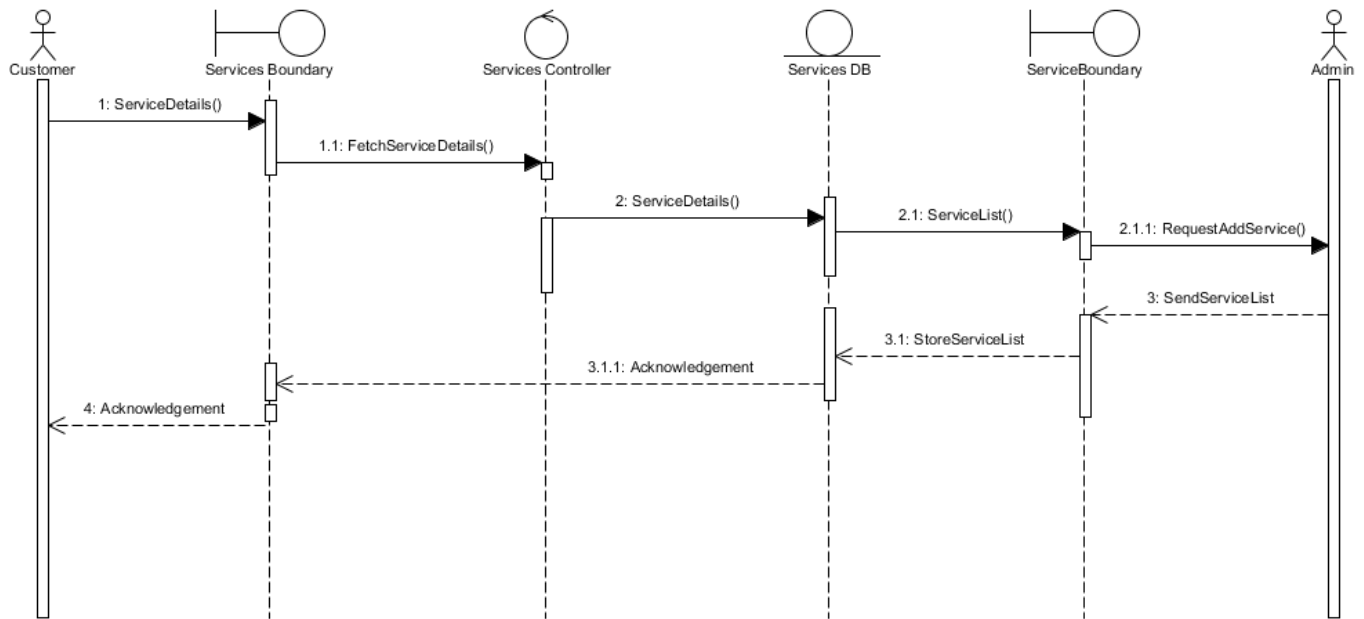 Customer
Services Boundary
Services Controller
Services DB
ServiceBoundary
Admin
1: ServiceDetails()
1.1: FetchServiceDetails()
2: ServiceDetails()
2.1: ServiceList()
2.1.1: RequestAddService()
3: SendServiceList
3.1: StoreServiceList
3.1.1: Acknowledgement
4: Acknowledgement